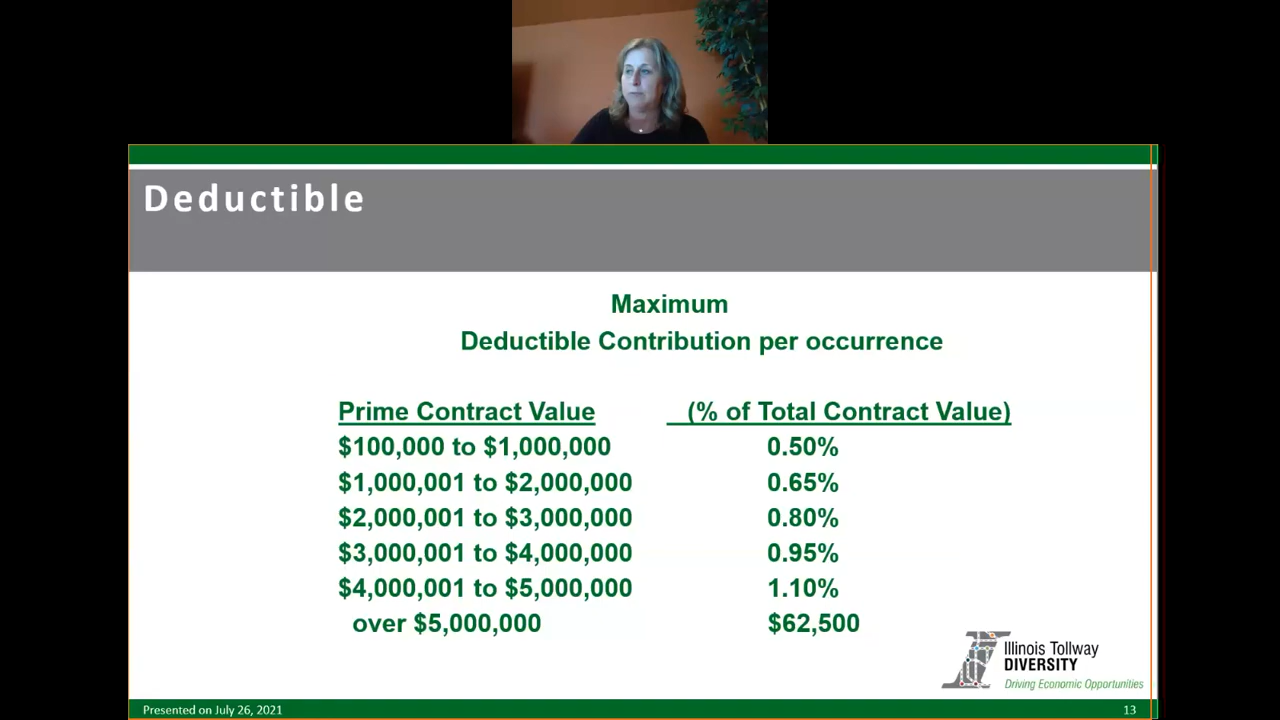 Deductible
Maximum
Deductible Contribution per occurrence
Prime Contract Value (% of Total Contract Value)
$100,000 to $1,000,000 0.50%
$1,000,001 to $2,000,000 0.65%
$2,000,001 to $3,000,000 0.80%
$3,000,001 to $4,000,000 0.95%
$4,000,001 to $5,000,000 1.10%
over $5,000,000 $62,500
Illinois Tollway
DIVERSITY
Driving Economic Opportunities
Presented on July 26, 2021 13